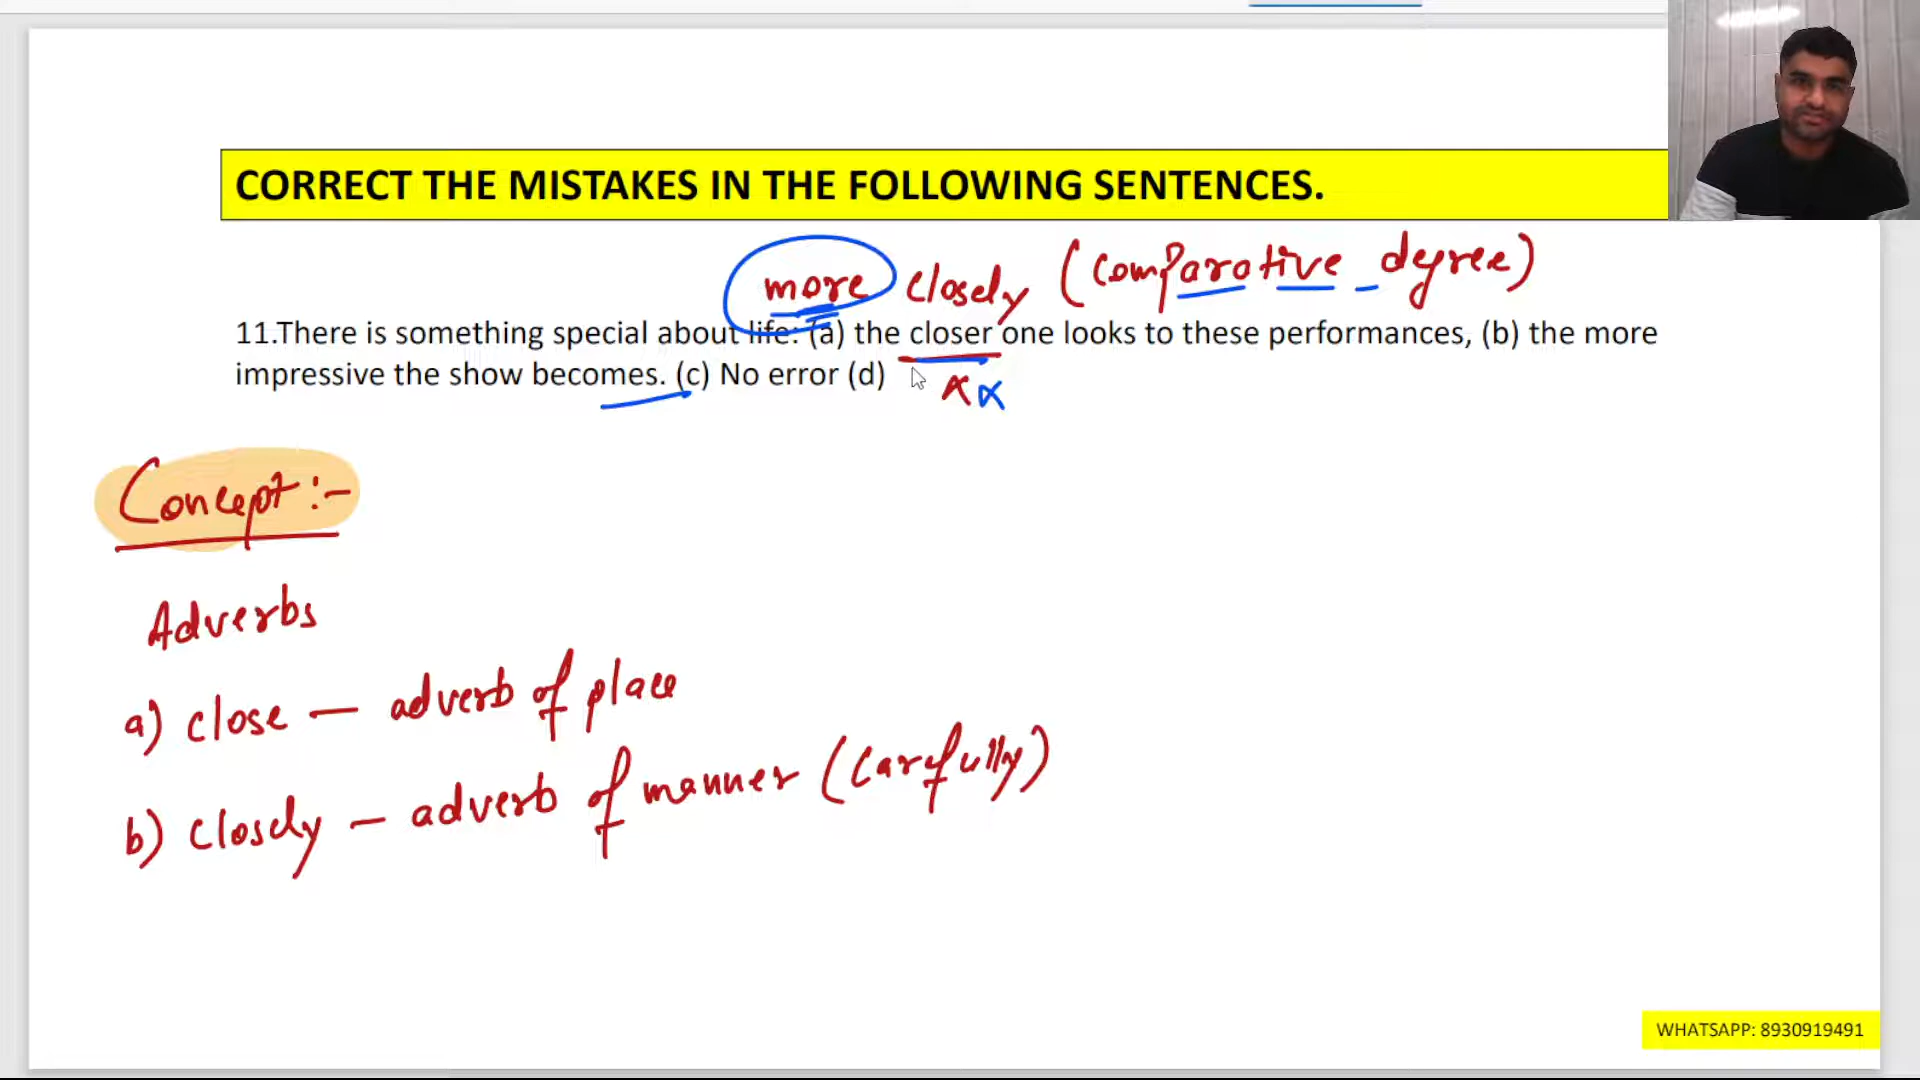 CORRECT THE MISTAKES IN THE FOLLOWING SENTENCES.
more closely (comparative degree)
11.There is something special about life: (a) the closer one looks to these performances, (b) the more
impressive the show becomes. (c) No error (d)
Concept :-
Adverbs
a) close — adverb of place
b) closely — adverb of manner (carefully)
WHATSAPP: 8930919491